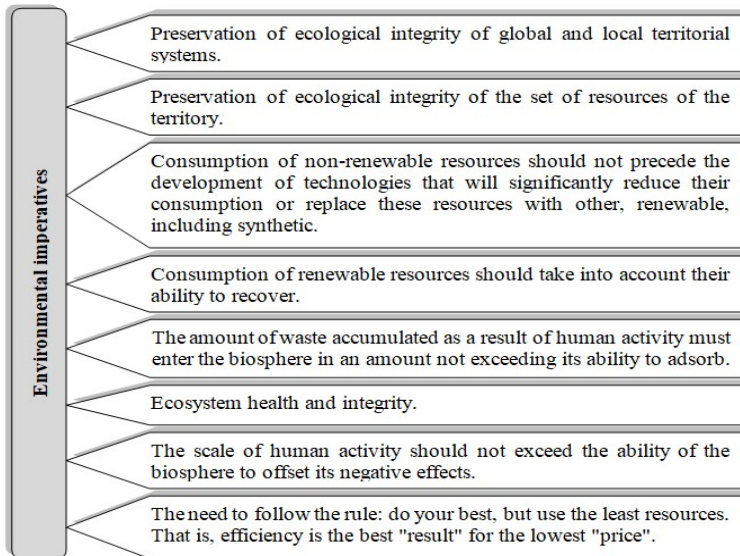 Environmental imperatives
Preservation of ecological integrity of global and local territorial
systems.
Preservation of ecological integrity of the set of resources of the
territory.
Consumption of non-renewable resources should not precede the
development of technologies that will significantly reduce their
consumption or replace these resources with other, renewable,
including synthetic.
Consumption of renewable resources should take into account their
ability to recover.
The amount of waste accumulated as a result of human activity must
enter the biosphere in an amount not exceeding its ability to adsorb.
Ecosystem health and integrity.
The scale of human activity should not exceed the ability of the
biosphere to offset its negative effects.
The need to follow the rule: do your best, but use the least resources.
That is, efficiency is the best "result" for the lowest "price".